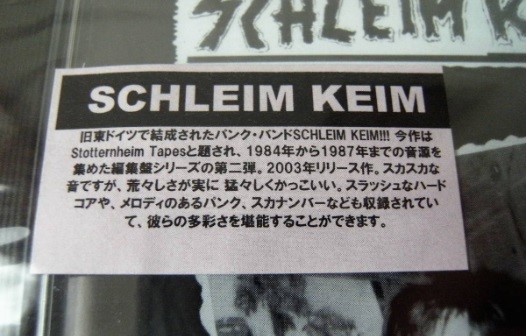 SCHLEIM K
SCHLEIM KEIM
旧東ドイツで結成されたパンク・バンドSCHLEIM KEIM!!! 今作は
Stotternheim Tapesと題され、1984年から1987年までの音源を
集めた編集盤シリーズの第二弾。2003年リリース作。スカスカな
音ですが、荒々しさが実に 猛々しくかっこいい。スラッシュなハード
コアや、メロディのあるパンク、スカナンバーなども収録されてい
て、彼らの多彩さを堪能することができます。